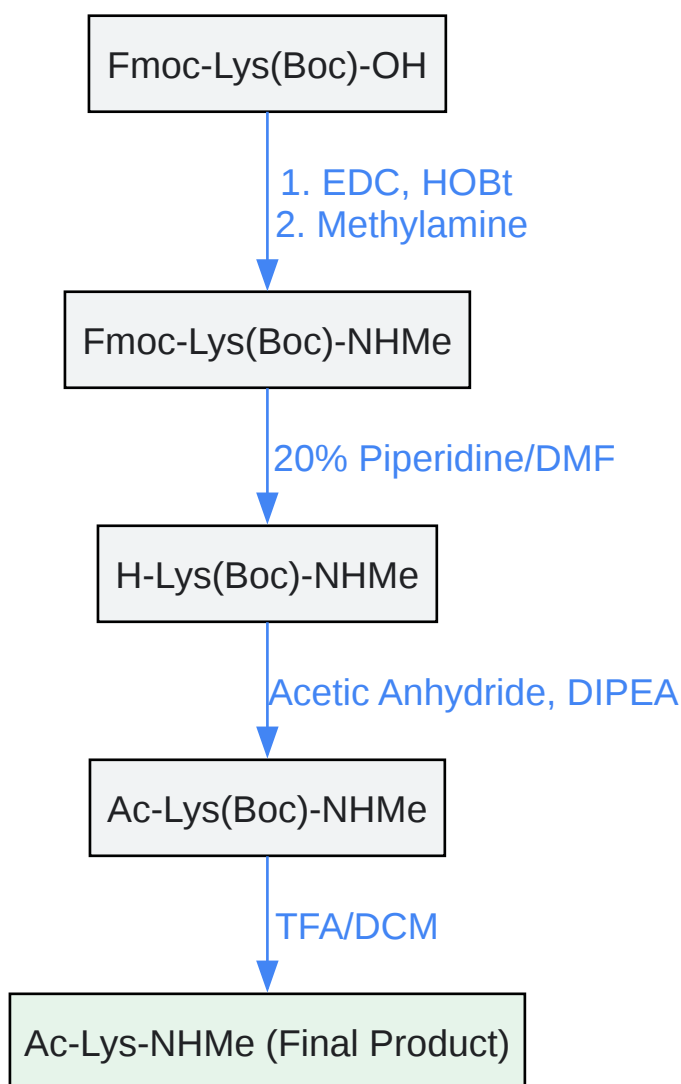 Fmoc-Lys(Boc)-OH
1. EDC, HOBt
2. Methylamine
Fmoc-Lys(Boc)-NHMe
20% Piperidine/DMF
H-Lys(Boc)-NHMe
Acetic Anhydride, DIPEA
Ac-Lys(Boc)-NHMe
TFA/DCM
Ac-Lys-NHMe (Final Product)